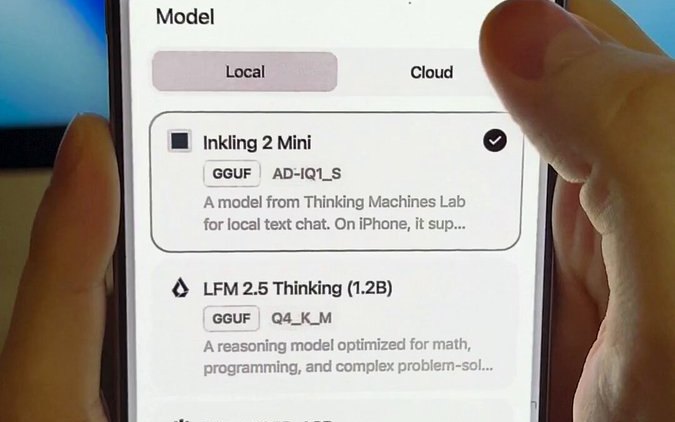 Model
Local
Cloud
Inkling 2 Mini
GGUF AD-IQ1_S
A model from Thinking Machines Lab
for local text chat. On iPhone, it sup...
LFM 2.5 Thinking (1.2B)
GGUF Q4_K_M
A reasoning model optimized for math,
programming, and complex problem-sol...